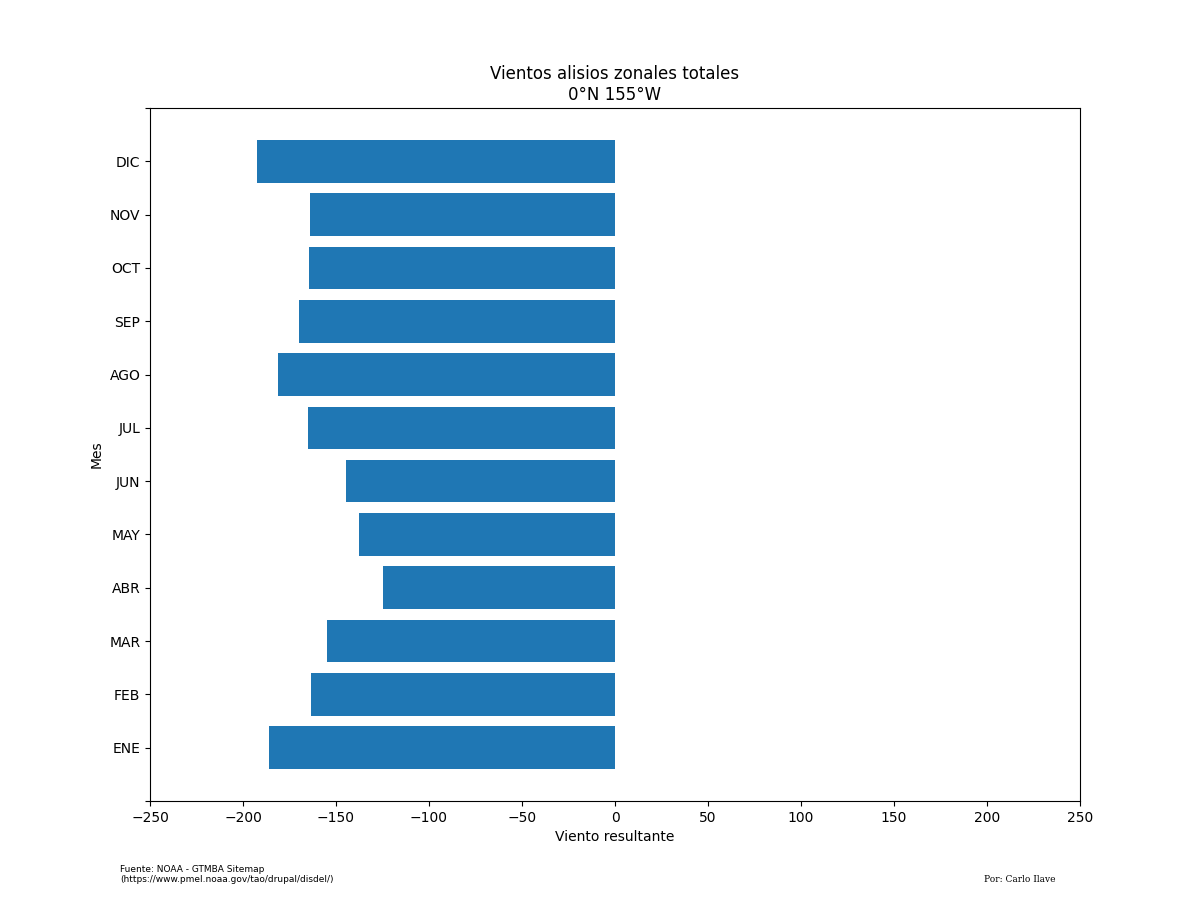 Vientos alisios zonales totales
0°N 155°W
DIC
NOV
OCT
SEP
AGO
JUL
JUN
MAY
ABR
MAR
FEB
ENE
Mes
−250 −200 −150 −100 −50 0 50 100 150 200 250
Viento resultante
Fuente: NOAA - GTMBA Sitemap
(https://www.pmel.noaa.gov/tao/drupal/disdel/)
Por: Carlo Ilave